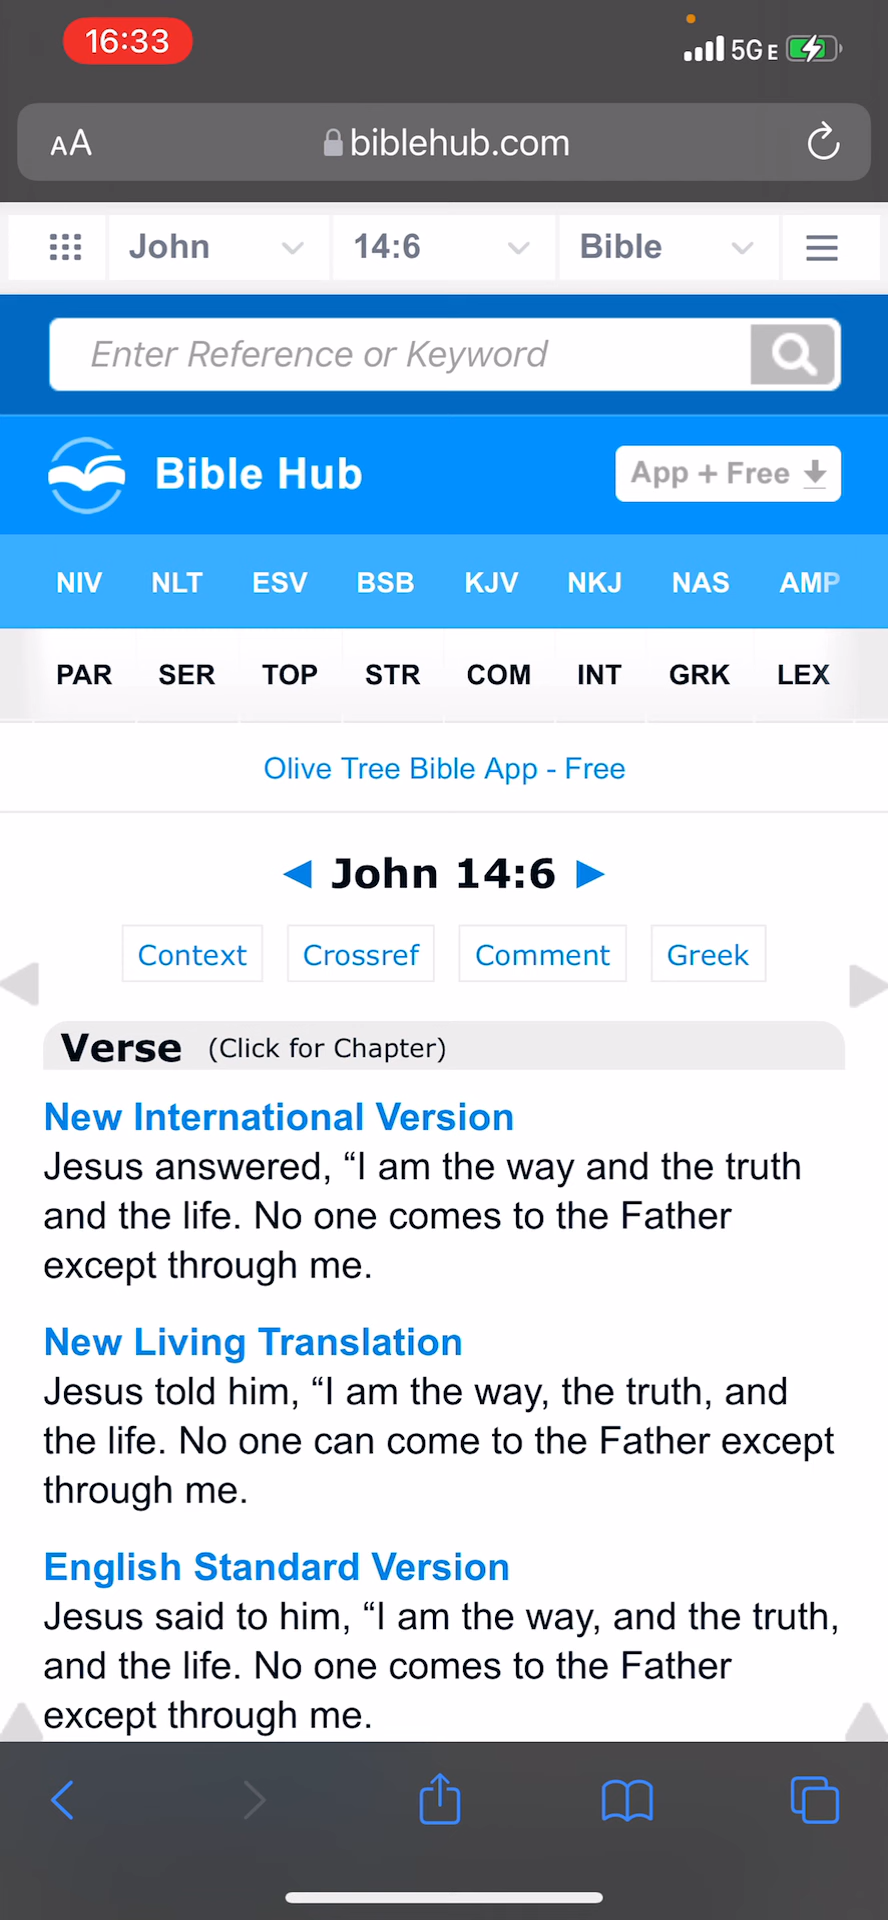 16:33
5GE
AA
biblehub.com
John 14:6 Bible
Enter Reference or Keyword
Bible Hub
App + Free
NIV NLT ESV BSB KJV NKJ NAS AMP
PAR SER TOP STR COM INT GRK LEX
Olive Tree Bible App - Free
◄ John 14:6 ►
Context Crossref Comment Greek
Verse (Click for Chapter)
New International Version
Jesus answered, “I am the way and the truth
and the life. No one comes to the Father
except through me.
New Living Translation
Jesus told him, “I am the way, the truth, and
the life. No one can come to the Father except
through me.
English Standard Version
Jesus said to him, “I am the way, and the truth,
and the life. No one comes to the Father
except through me.